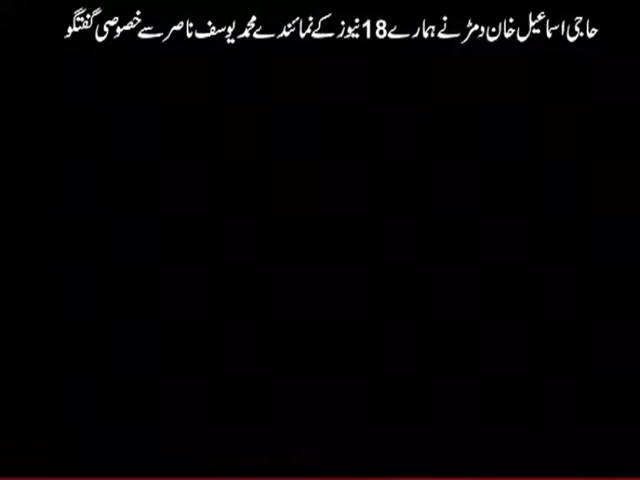 حاجی اسماعیل خان دمڑ نے ہمارے 18 نیوز کے نمائندے محمد یوسف ناصر سے خصوصی گفتگو